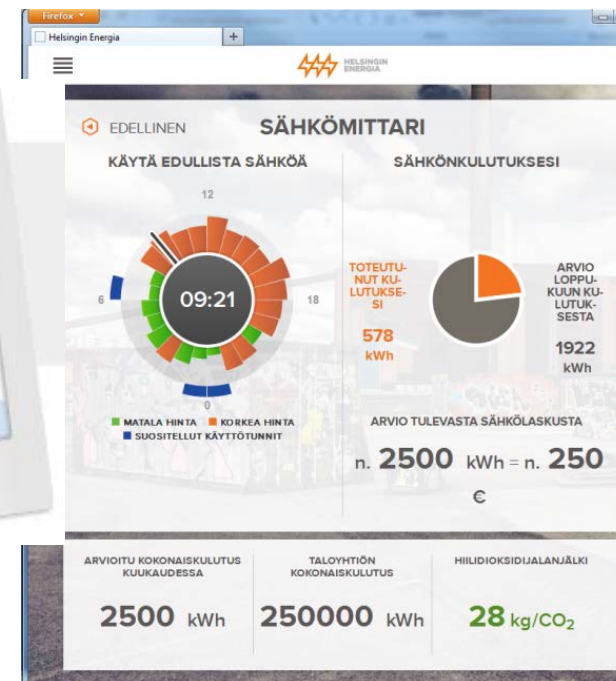 Firefox
Helsingin Energia
+
HELSINGIN
ENERGIA
EDELLINEN
SÄHKÖMITTARI
KÄYTÄ EDULLISTA SÄHKÖÄ
12
6
09:21
18
0
MATALA HINTA
KORKEA HINTA
SUOSITELLUT KÄYTTÖTUNNIT
SÄHKÖNKULUTUKSESI
TOTEUTU-
NUT KU-
LUTUKSE-
SI
578
kWh
ARVIO
LOPPU-
KUUN KU-
LUTUK-
SESTA
1922
kWh
ARVIO TULEVASTA SÄHKÖLASKUSTA
n. 2500 kWh = n. 250
€
ARVIOITU KOKONAISKULUTUS
KUUKAUDESSA
2500 kWh
TALOYHTIÖN
KOKONAISKULUTUS
250000 kWh
HIILIDIOKSIDIJALANJÄLKI
28 kg/CO₂